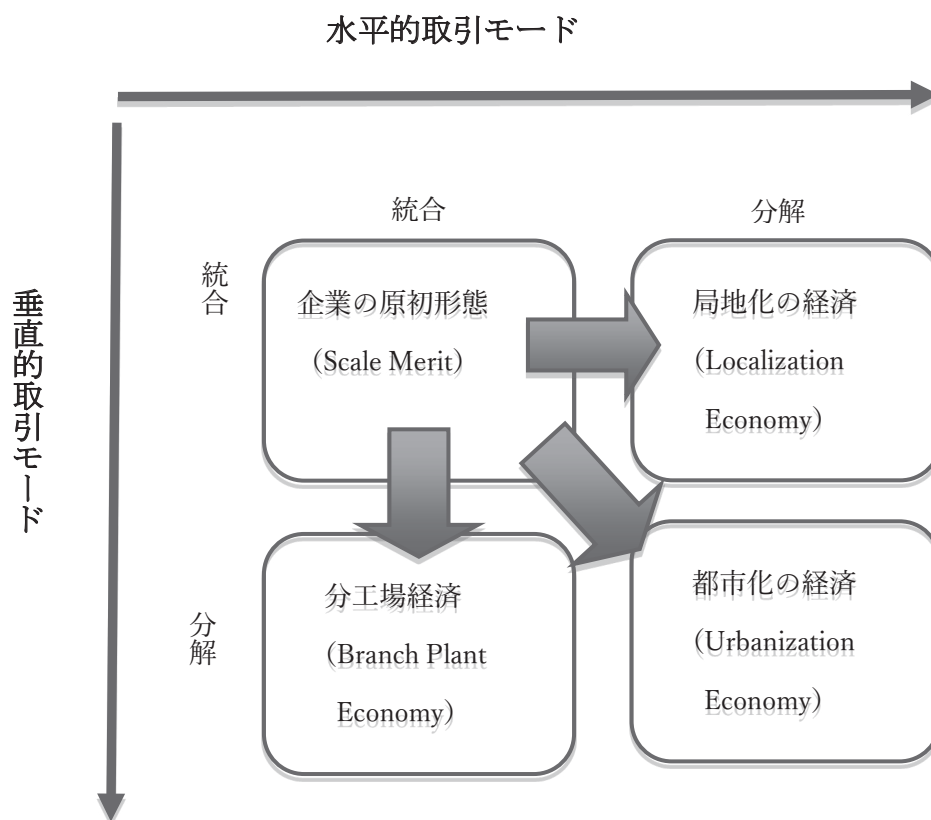 水平的取引モード
垂直的取引モード
統合
分解
統合
企業の原初形態
(Scale Merit)
局地化の経済
(Localization
Economy)
分解
分工場経済
(Branch Plant
Economy)
都市化の経済
(Urbanization
Economy)